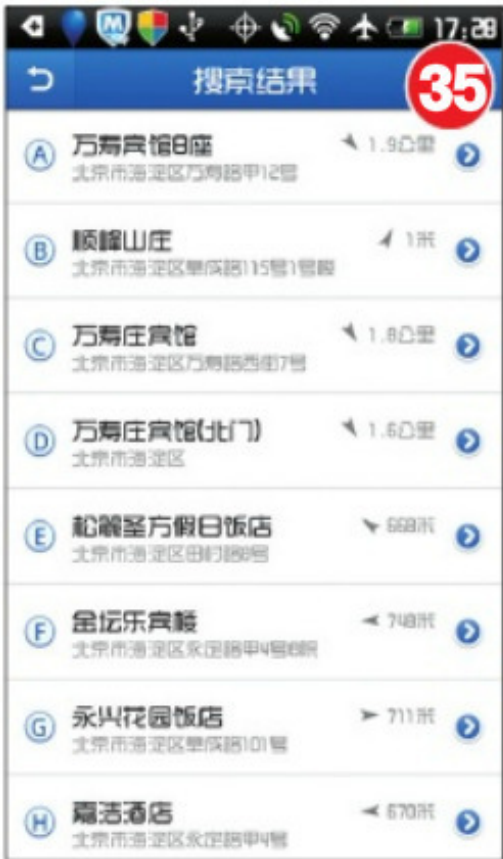 17:28
搜索结果
35
A 万寿宾馆B座 1.9公里
北京市海淀区万寿路甲12号
B 顺峰山庄 1米
北京市海淀区阜成路115号1号殿
C 万寿庄宾馆 1.8公里
北京市海淀区万寿路西街7号
D 万寿庄宾馆(北门) 1.6公里
北京市海淀区
E 松麗圣方假日饭店 668米
北京市海淀区田村路8号
F 金坛乐宾楼 748米
北京市海淀区永定路甲4号8院
G 永兴花园饭店 711米
北京市海淀区阜成路101号
H 嘉洁酒店 670米
北京市海淀区永定路甲4号